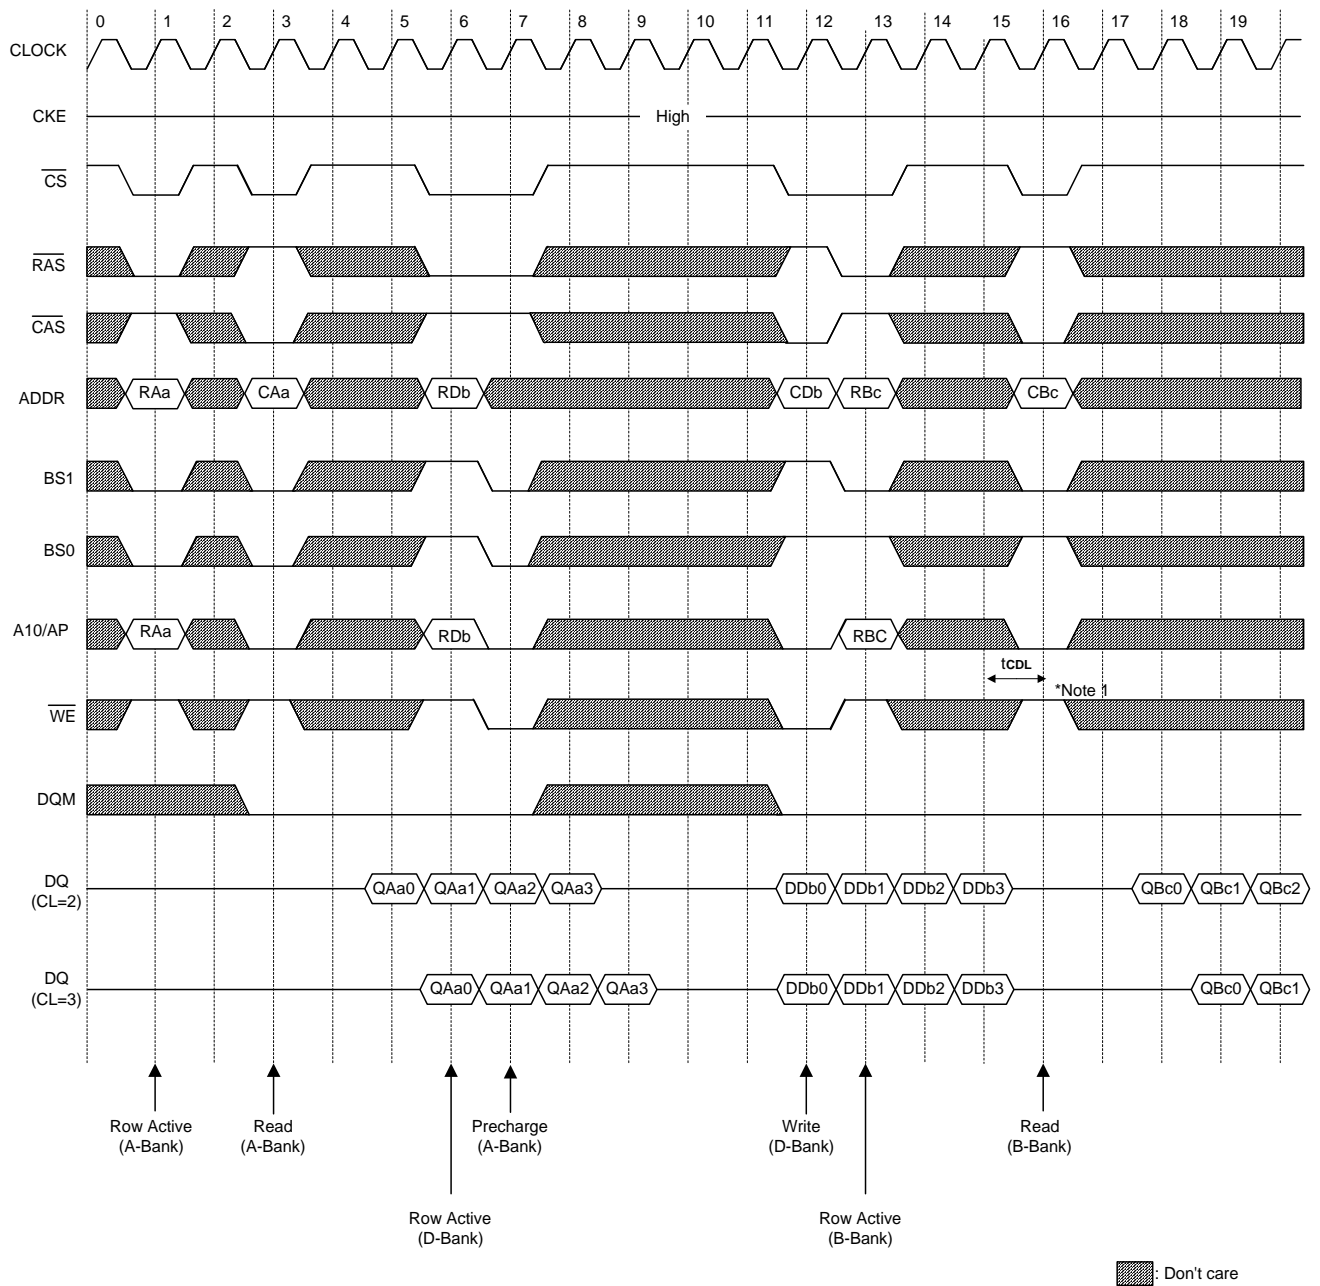 0 1 2 3 4 5 6 7 8 9 10 11 12 13 14 15 16 17 18 19
CLOCK
CKE High
CS
RAS
CAS
ADDR RAa CAa RDb CDb RBc CBc
BS1
BS0
A10/AP RAa RDb RBC
tCDL
*Note 1
WE
DQM
DQ
(CL=2) QAa0 QAa1 QAa2 QAa3 DDb0 DDb1 DDb2 DDb3 QBc0 QBc1 QBc2
DQ
(CL=3) QAa0 QAa1 QAa2 QAa3 DDb0 DDb1 DDb2 DDb3 QBc0 QBc1
Row Active
(A-Bank)
Read
(A-Bank)
Precharge
(A-Bank)
Write
(D-Bank)
Read
(B-Bank)
Row Active
(D-Bank)
Row Active
(B-Bank)
: Don't care